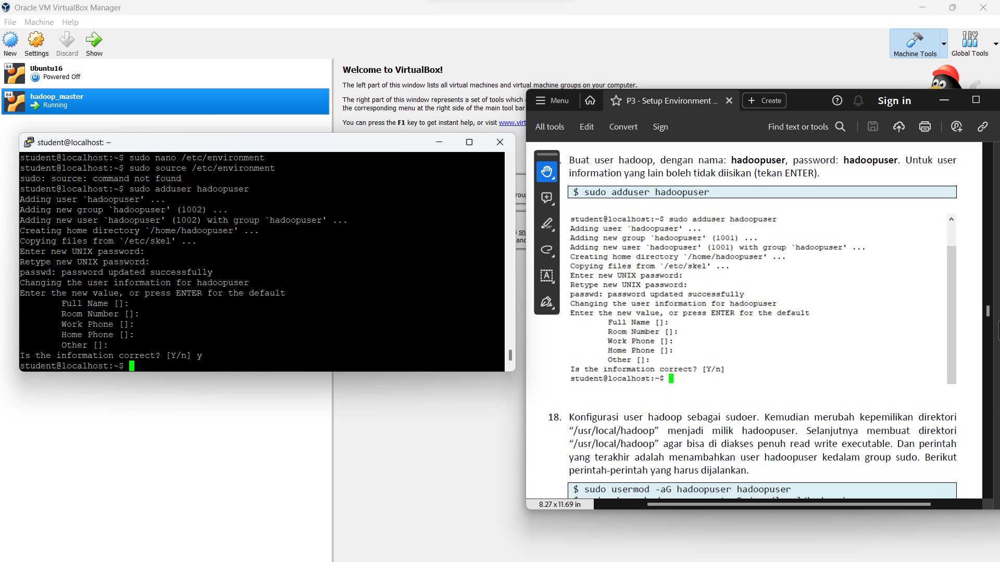 Oracle VM VirtualBox Manager
File Machine Help
New Settings Discard Show
Machine Tools Global Tools
64 Ubuntu16
Powered Off
64 hadoop_master
Running
Welcome to VirtualBox!
The left part of this window lists all virtual machines and virtual machine groups on your computer.
The right part of this window represents a set of tools which
the corresponding menu at the right side of the main tool bar
You can press the F1 key to get instant help, or visit www.virt
student@localhost: ~
student@localhost:~$ sudo nano /etc/environment
student@localhost:~$ sudo source /etc/environment
sudo: source: command not found
student@localhost:~$ sudo adduser hadoopuser
Adding user `hadoopuser' ...
Adding new group `hadoopuser' (1002) ...
Adding new user `hadoopuser' (1002) with group `hadoopuser' ...
Creating home directory `/home/hadoopuser' ...
Copying files from `/etc/skel' ...
Enter new UNIX password:
Retype new UNIX password:
passwd: password updated successfully
Changing the user information for hadoopuser
Enter the new value, or press ENTER for the default
Full Name []:
Room Number []:
Work Phone []:
Home Phone []:
Other []:
Is the information correct? [Y/n] y
student@localhost:~$
Menu P3 - Setup Environment ... Create Sign in
All tools Edit Convert Sign Find text or tools
Buat user hadoop, dengan nama: hadoopuser, password: hadoopuser. Untuk user
information yang lain boleh tidak diisikan (tekan ENTER).
$ sudo adduser hadoopuser
student@localhost:~$ sudo adduser hadoopuser
Adding user `hadoopuser' ...
Adding new group `hadoopuser' (1001) ...
Adding new user `hadoopuser' (1001) with group `hadoopuser' ...
Creating home directory `/home/hadoopuser' ...
Copying files from `/etc/skel' ...
Enter new UNIX password:
Retype new UNIX password:
passwd: password updated successfully
Changing the user information for hadoopuser
Enter the new value, or press ENTER for the default
Full Name []:
Room Number []:
Work Phone []:
Home Phone []:
Other []:
Is the information correct? [Y/n]
student@localhost:~$
18. Konfigurasi user hadoop sebagai sudoer. Kemudian merubah kepemilikan direktori
“/usr/local/hadoop” menjadi milik hadoopuser. Selanjutnya membuat direktori
“/usr/local/hadoop” agar bisa di diakses penuh read write executable. Dan perintah
yang terakhir adalah menambahkan user hadoopuser kedalam group sudo. Berikut
perintah-perintah yang harus dijalankan.
$ sudo usermod -aG hadoopuser hadoopuser
8.27 x 11.69 in